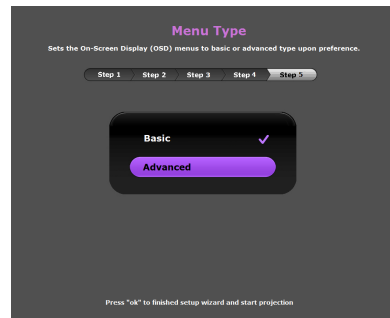 Menu Type
Sets the On-Screen Display (OSD) menus to basic or advanced type upon preference.
Step 1 Step 2 Step 3 Step 4 Step 5
Basic
Advanced
Press "ok" to finished setup wizard and start projection